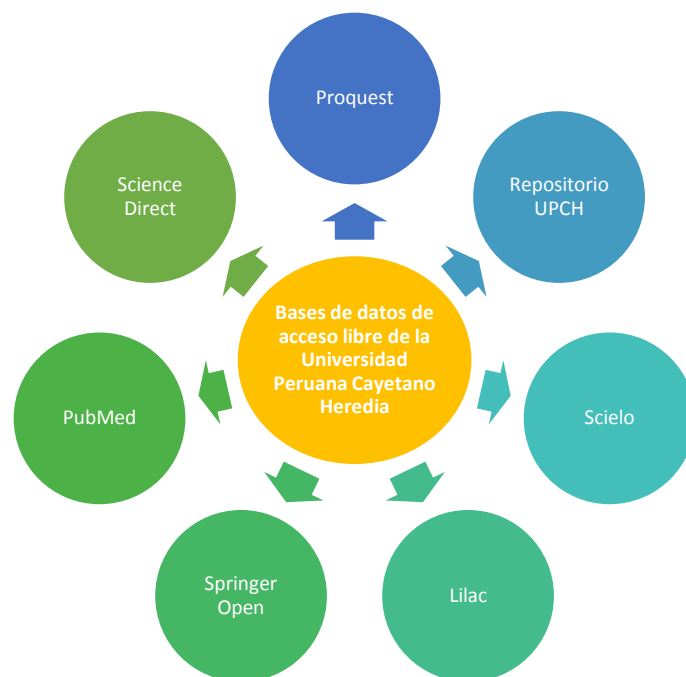 Proquest
Repositorio
UPCH
Scielo
Lilac
Springer
Open
PubMed
Science
Direct
Bases de datos de
acceso libre de la
Universidad
Peruana Cayetano
Heredia